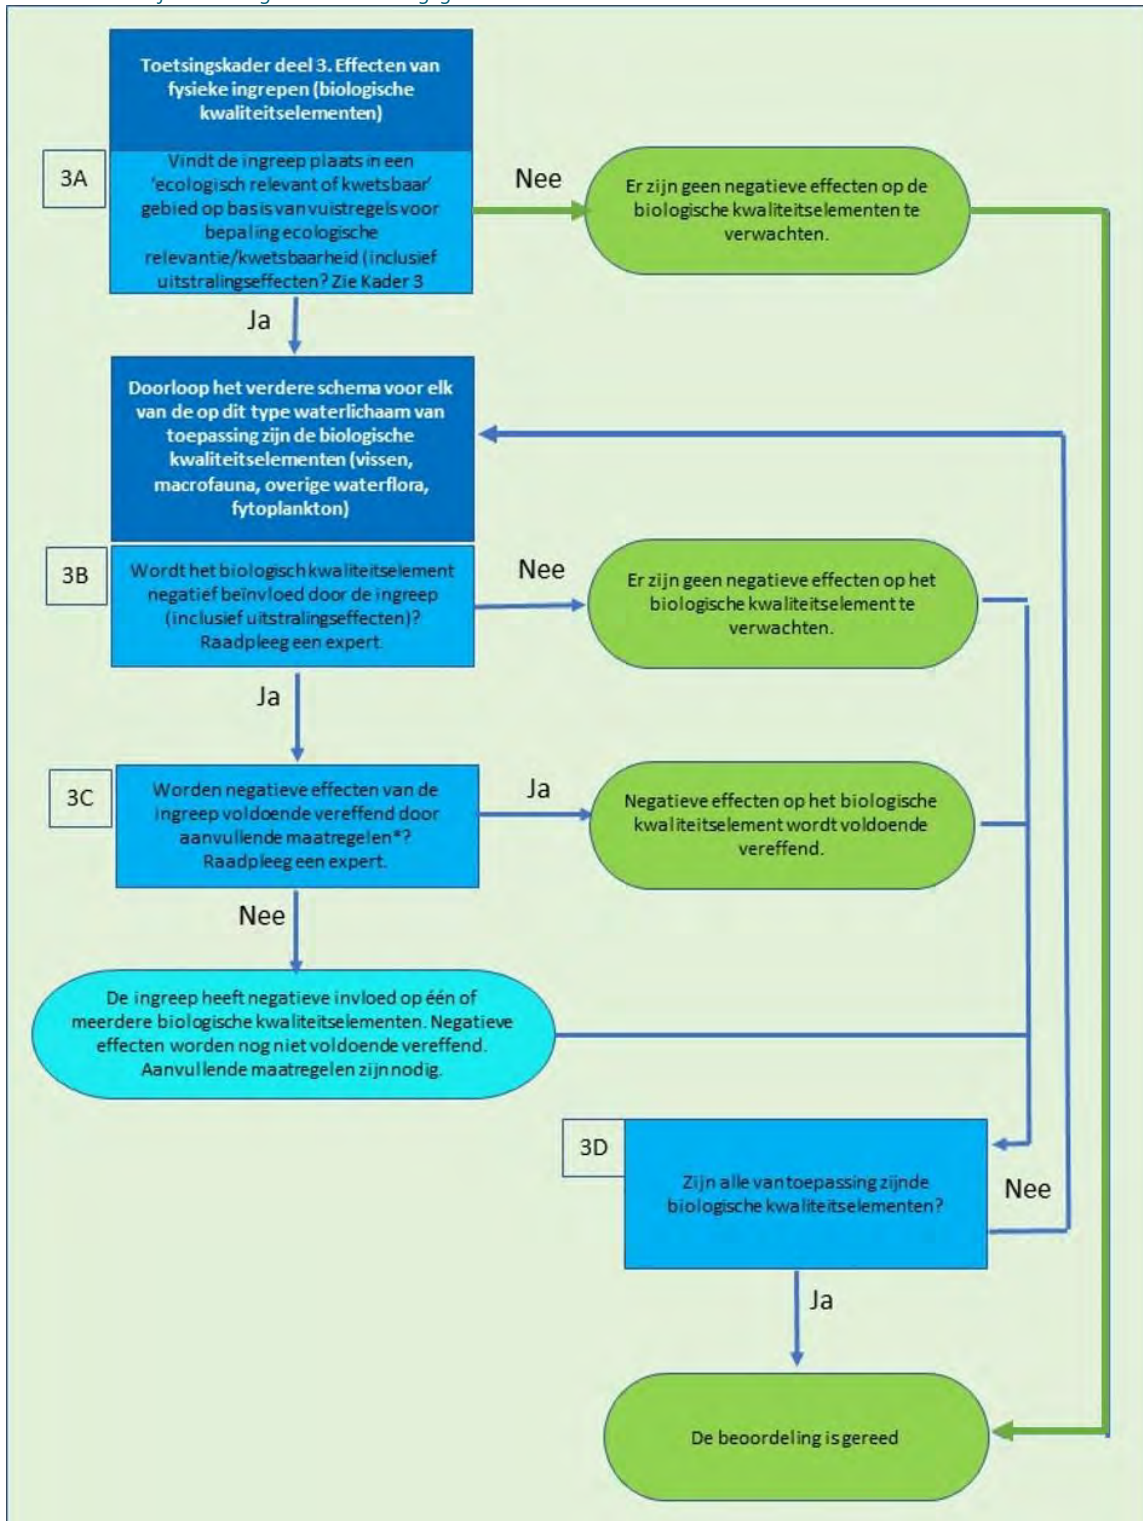 Toetsingskader deel 3. Effecten van
fysieke ingrepen (biologische
kwaliteitselementen)
3A
Vindt de ingreep plaats in een
‘ecologisch relevant of kwetsbaar’
gebied op basis van vuistregels voor
bepaling ecologische
relevantie/kwetsbaarheid (inclusief
uitstralingseffecten? Zie Kader 3
Nee
Er zijn geen negatieve effecten op de
biologische kwaliteitselementen te
verwachten.
Ja
Doorloop het verdere schema voor elk
van de op dit type waterlichaam van
toepassing zijn de biologische
kwaliteitselementen (vissen,
macrofauna, overige waterflora,
fytoplankton)
3B
Wordt het biologisch kwaliteitselement
negatief beïnvloed door de ingreep
(inclusief uitstralingseffecten)?
Raadpleeg een expert.
Nee
Er zijn geen negatieve effecten op het
biologische kwaliteitselement te
verwachten.
Ja
3C
Worden negatieve effecten van de
ingreep voldoende vereffend door
aanvullende maatregelen*?
Raadpleeg een expert.
Ja
Negatieve effecten op het biologische
kwaliteitselement wordt voldoende
vereffend.
Nee
De ingreep heeft negatieve invloed op één of
meerdere biologische kwaliteitselementen. Negatieve
effecten worden nog niet voldoende vereffend.
Aanvullende maatregelen zijn nodig.
3D
Zijn alle van toepassing zijnde
biologische kwaliteitselementen?
Nee
Ja
De beoordeling is gereed